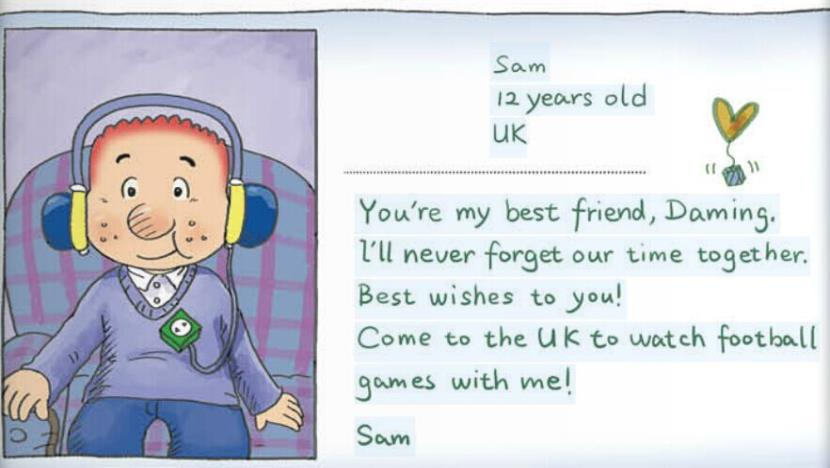 Sam
12 years old
UK
You're my best friend, Daming.
I'll never forget our time together.
Best wishes to you!
Come to the UK to watch football
games with me!
Sam